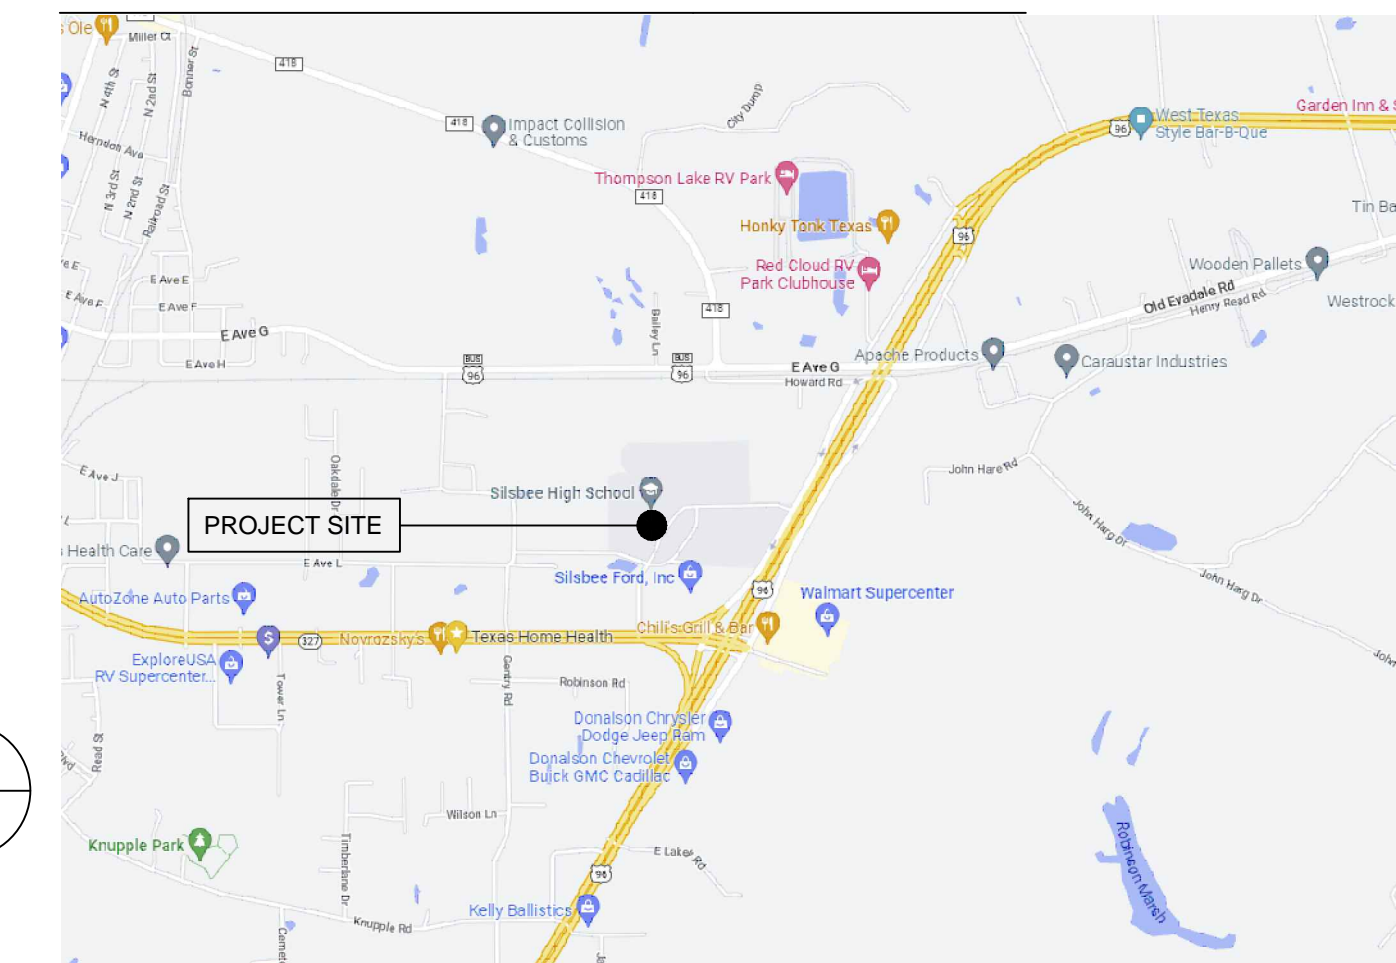 s Ole
Miller Ct
418
N 4th St
N 2nd St
Bonner St
City Dump
Garden Inn & S
West Texas
Style Bar-B-Que
96
418
Impact Collision
& Customs
Herndon Ave
N 3rd St
N 2nd St
Railroad St
Thompson Lake RV Park
418
Honky Tonk Texas
96
Tin Ba
Red Cloud RV
Park Clubhouse
Wooden Pallets
E Ave E
E Ave F
E Ave F
Old Evadale Rd
Henry Read Rd
Westrock
418
Bailey Ln
E Ave G
E Ave H
BUS
96
BUS
96
E Ave G
Howard Rd
Apache Products
Caraustar Industries
John Hare Rd
E Ave J
Oakdale Dr
Silsbee High School
PROJECT SITE
s Health Care
E Ave L
John Harg Dr
John Harg Dr
John
Silsbee Ford, Inc
96
Walmart Supercenter
AutoZone Auto Parts
327
Novrozsky's
Texas Home Health
Chili's Grill & Bar
ExploreUSA
RV Supercenter...
Tower Ln
Gentry Rd
Robinson Rd
Donalson Chrysler
Dodge Jeep Ram
Donalson Chevrolet
Buick GMC Cadillac
Read St
Blvd
Wilson Ln
Knupple Park
Timberlane Dr
E Lake Rd
96
Robinson Marsh
Kelly Ballistics
Knupple Rd
Cemet